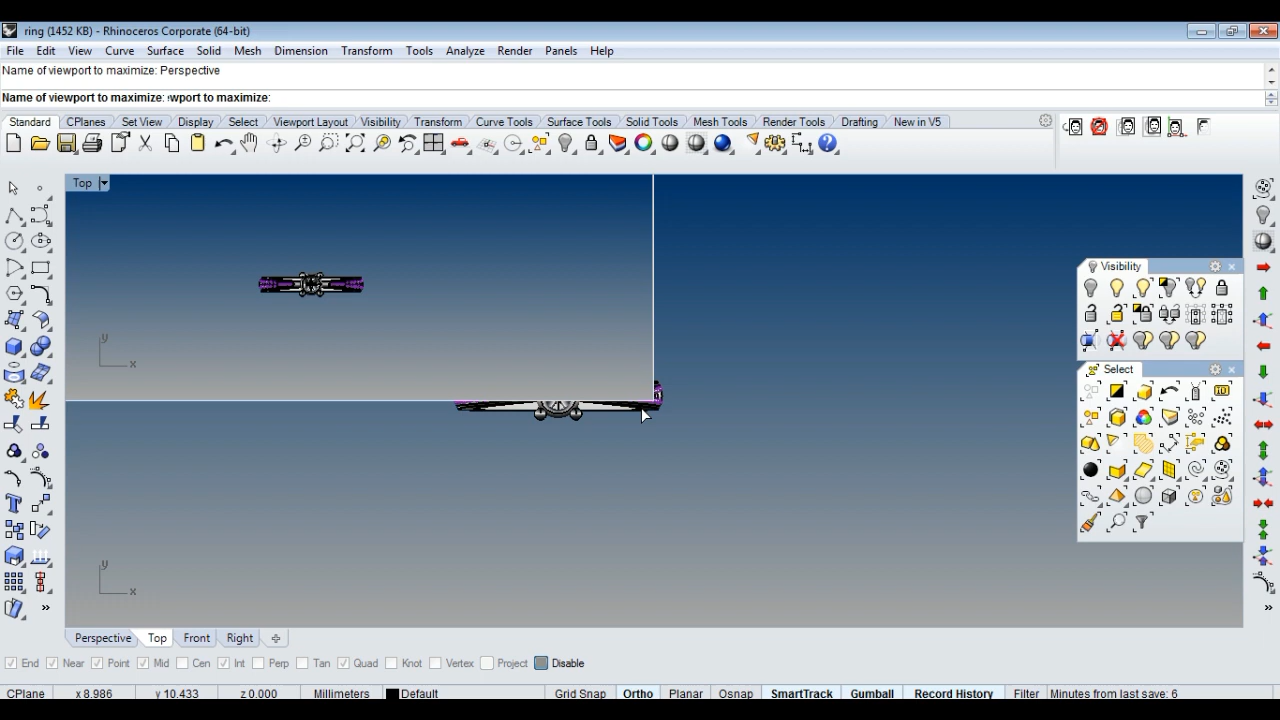 ring (1452 KB) - Rhinoceros Corporate (64-bit)
File Edit View Curve Surface Solid Mesh Dimension Transform Tools Analyze Render Panels Help
Name of viewport to maximize: Perspective
Name of viewport to maximize: wport to maximize:
Standard CPlanes Set View Display Select Viewport Layout Visibility Transform Curve Tools Surface Tools Solid Tools Mesh Tools Render Tools Drafting New in V5
Top
y
x
Visibility
Select
y
x
Perspective Top Front Right
End Near Point Mid Cen Int Perp Tan Quad Knot Vertex Project Disable
CPlane x 8.986 y 10.433 z 0.000 Millimeters Default Grid Snap Ortho Planar Osnap SmartTrack Gumball Record History Filter Minutes from last save: 6